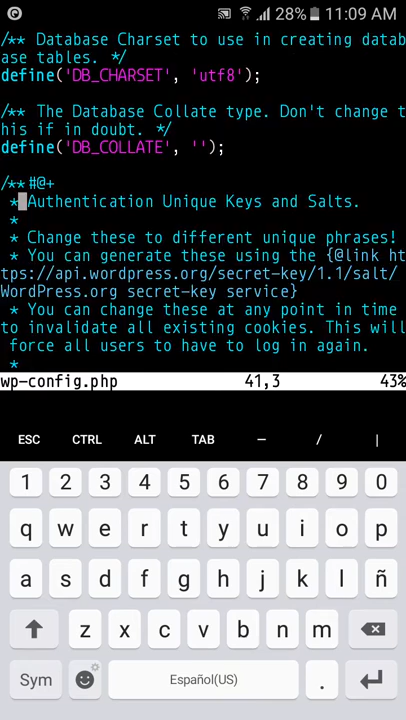 28% 11:09 AM
/** Database Charset to use in creating datab
ase tables. */
define('DB_CHARSET', 'utf8');
/** The Database Collate type. Don't change t
his if in doubt. */
define('DB_COLLATE', '');
/**#@+
* Authentication Unique Keys and Salts.
*
* Change these to different unique phrases!
* You can generate these using the {@link ht
tps://api.wordpress.org/secret-key/1.1/salt/
WordPress.org secret-key service}
* You can change these at any point in time
to invalidate all existing cookies. This will
force all users to have to log in again.
*
wp-config.php 41,3 43%
ESC CTRL ALT TAB — / |
1 2 3 4 5 6 7 8 9 0
q w e r t y u i o p
a s d f g h j k l ñ
z x c v b n m
Sym Español(US) .